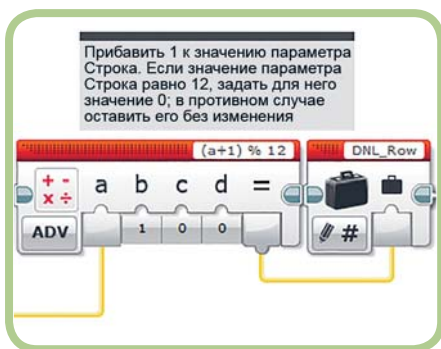 Прибавить 1 к значению параметра
Строка. Если значение параметра
Строка равно 12, задать для него
значение 0; в противном случае
оставить его без изменения
(a+1) % 12
DNL_Row
+ -
× ÷
a b c d =
ADV
1 0 0
#